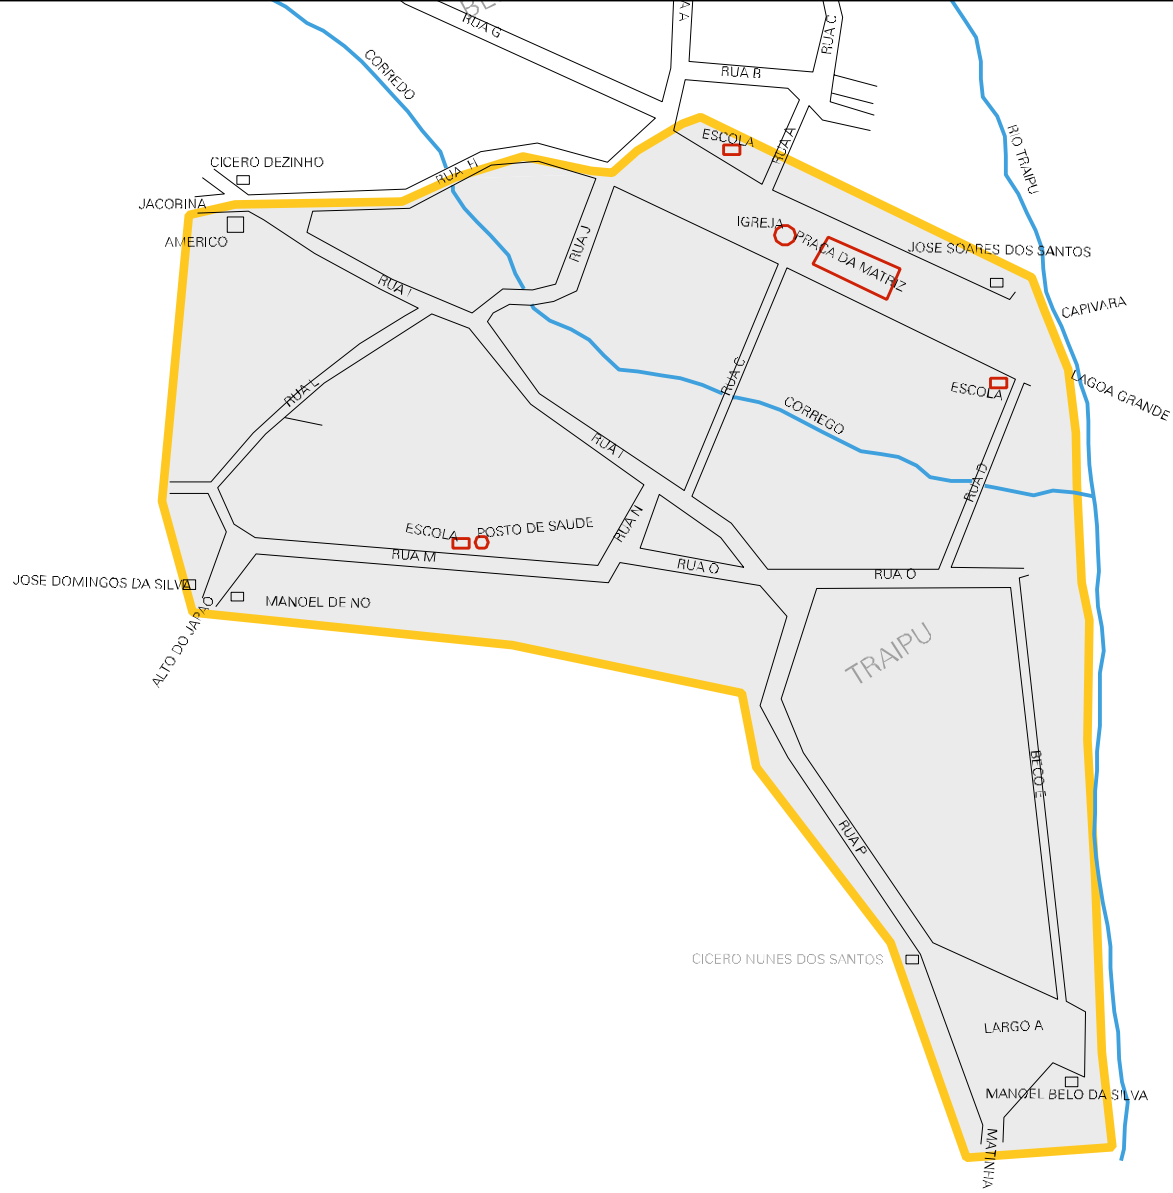 BE
RUA G
A A
RUA C
RUA B
CORREDO
ESCOLA
RUA A
RIO TRAIPU
CICERO DEZINHO
RUA H
JACORINA
AMERICO
IGREJA
PRAÇA DA MATRIZ
RUA J
JOSE SOARES DOS SANTOS
RUA I
CAPIVARA
RUA L
RUA C
ESCOLA
LAGOA GRANDE
CORREGO
RUA I
RUA D
ESCOLA
POSTO DE SAUDE
RUA N
RUA M
RUA O
RUA O
JOSE DOMINGOS DA SILVA
MANOEL DE NO
ALTO DO JAPAO
TRAIPU
BECO E
RUA P
CICERO NUNES DOS SANTOS
LARGO A
MANOEL BELO DA SILVA
MATINHA